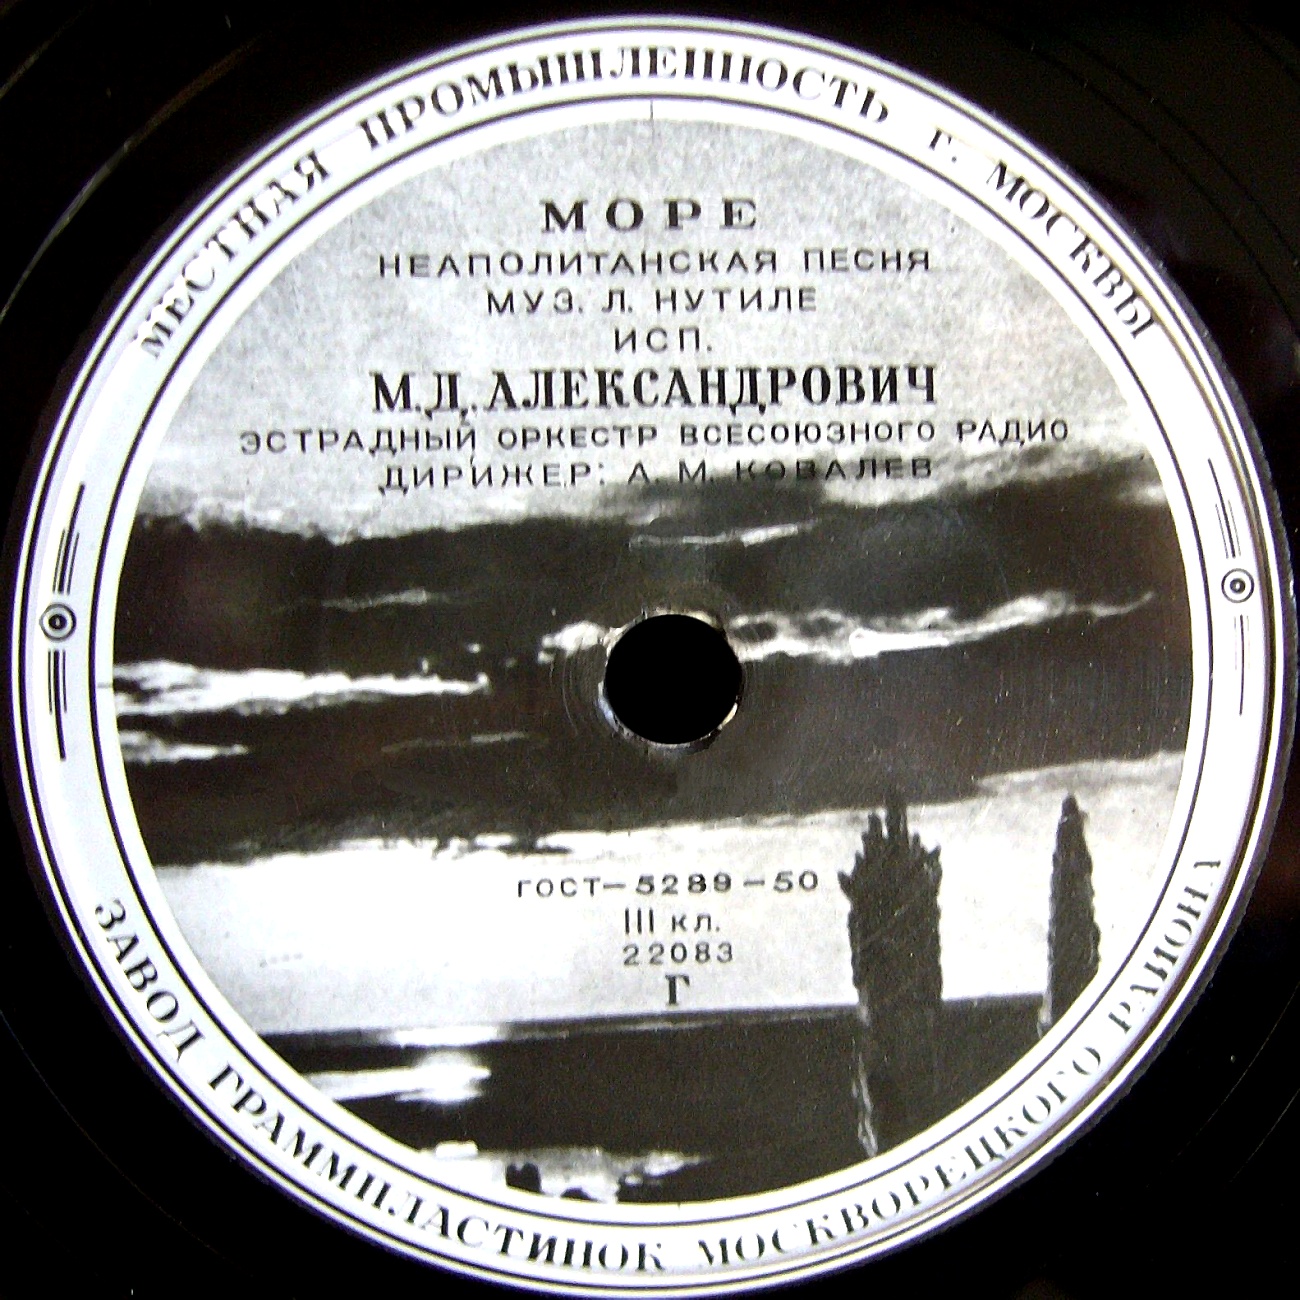 МЕСТНАЯ ПРОМЫШЛЕННОСТЬ Г. МОСКВЫ
МОРЕ
НЕАПОЛИТАНСКАЯ ПЕСНЯ
МУЗ. Л. НУТИЛЕ
ИСП.
М.Д. АЛЕКСАНДРОВИЧ
ЭСТРАДНЫЙ ОРКЕСТР ВСЕСОЮЗНОГО РАДИО
ДИРИЖЕР: А. М. КОВАЛЕВ
ГОСТ-5289-50
III КЛ.
22083
Г
ЗАВОД ГРАММПЛАСТИНОК МОСКВОРЕЦКОГО РАЙОНА